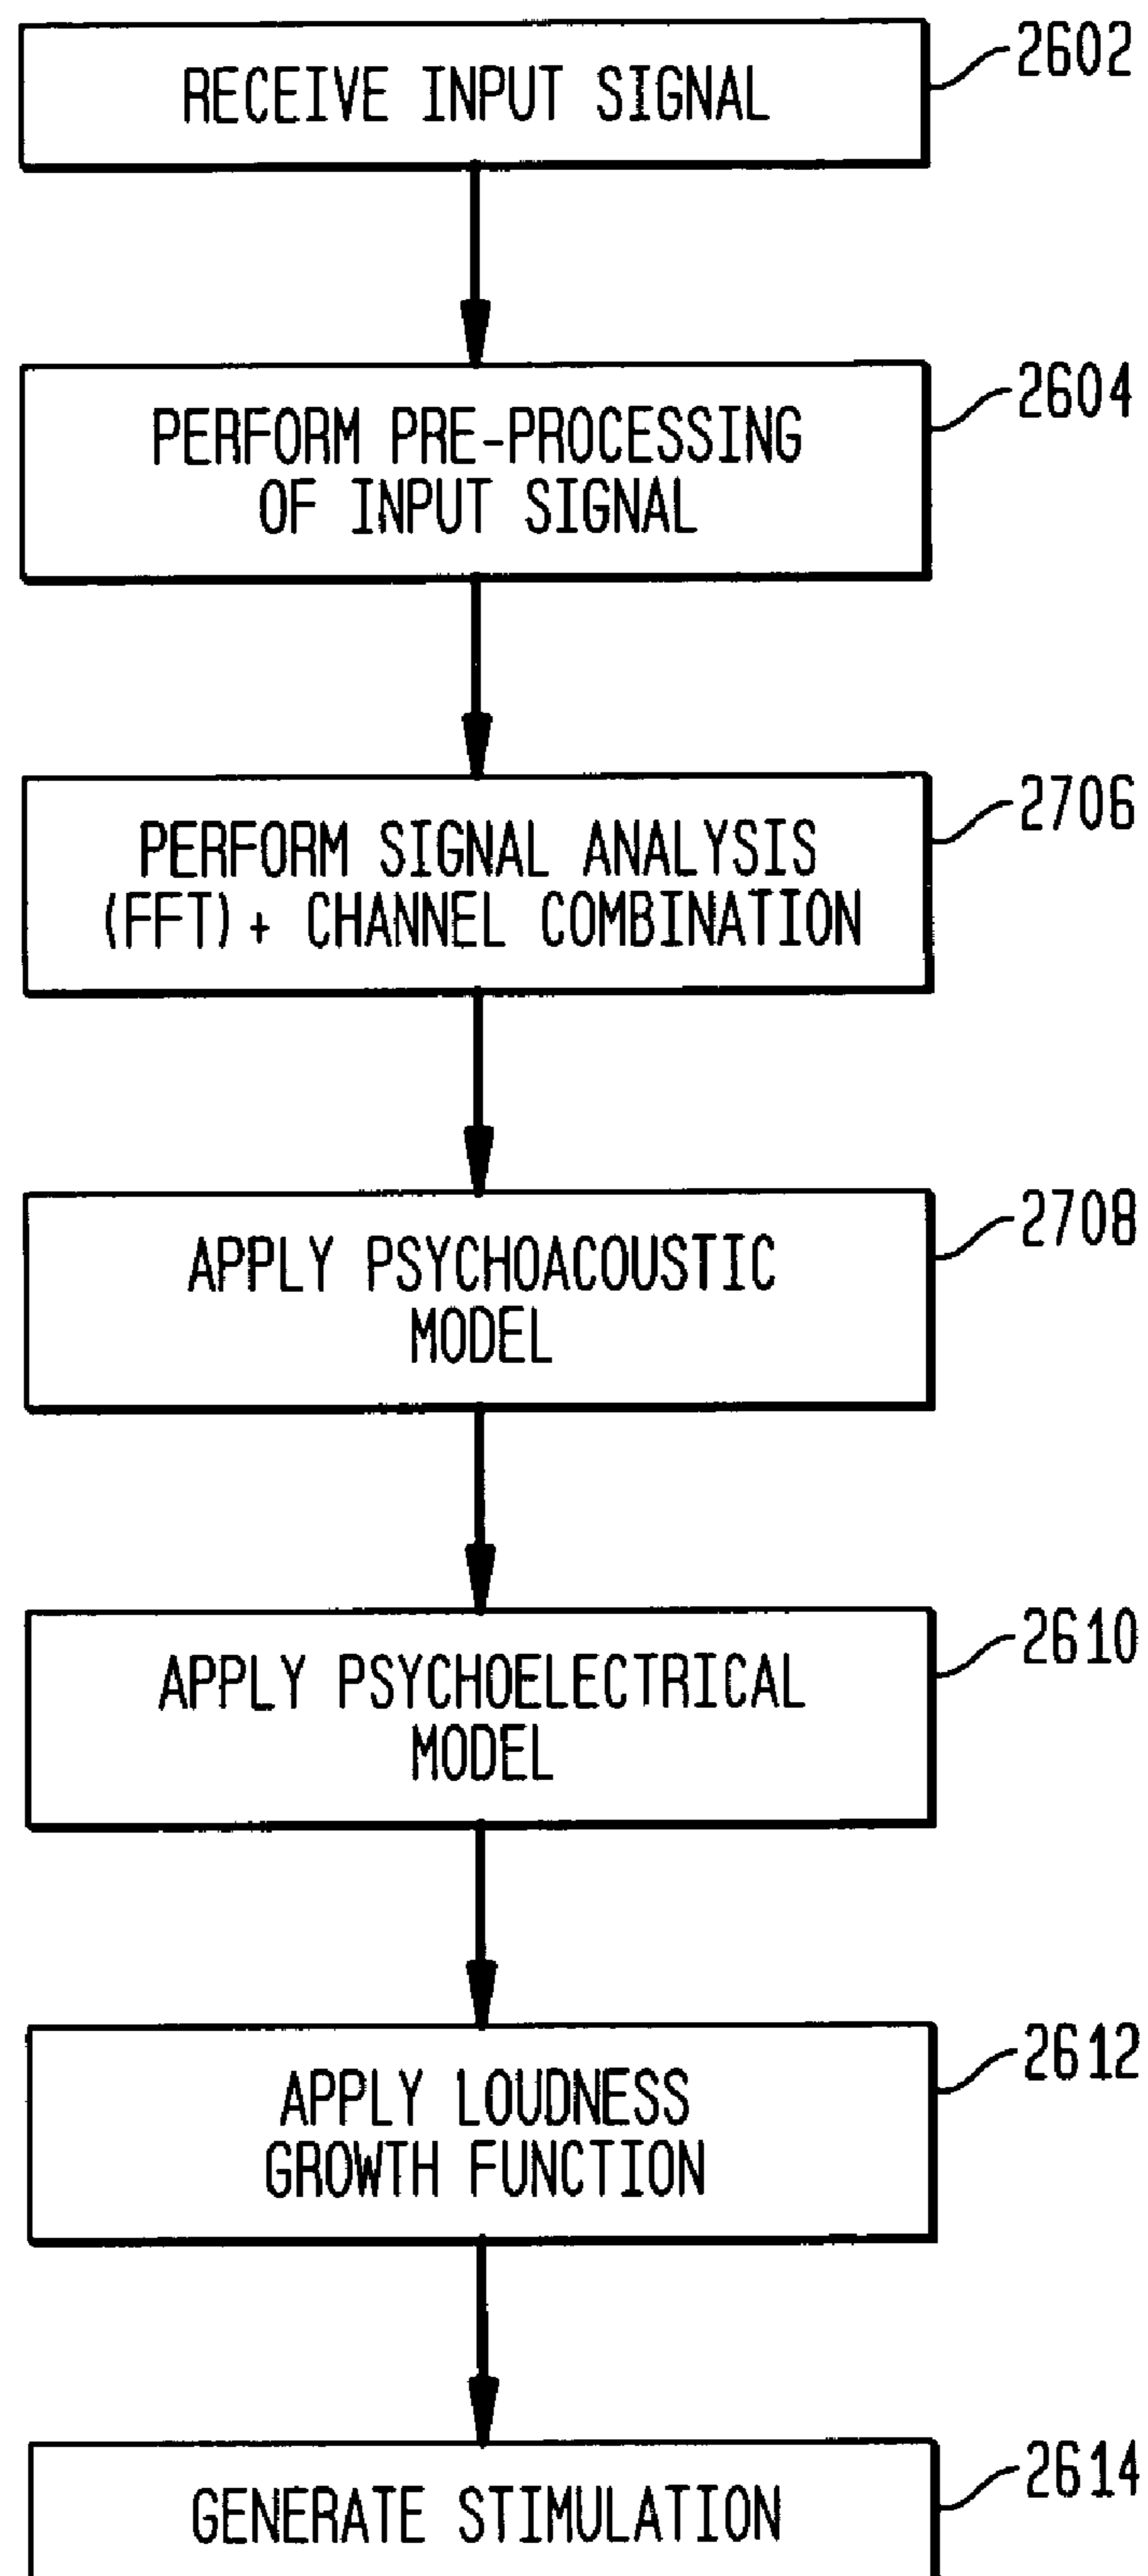 RECEIVE INPUT SIGNAL
2602
PERFORM PRE-PROCESSING
OF INPUT SIGNAL
2604
PERFORM SIGNAL ANALYSIS
(FFT)+ CHANNEL COMBINATION
2706
APPLY PSYCHOACOUSTIC
MODEL
2708
APPLY PSYCHOELECTRICAL
MODEL
2610
APPLY LOUDNESS
GROWTH FUNCTION
2612
GENERATE STIMULATION
2614